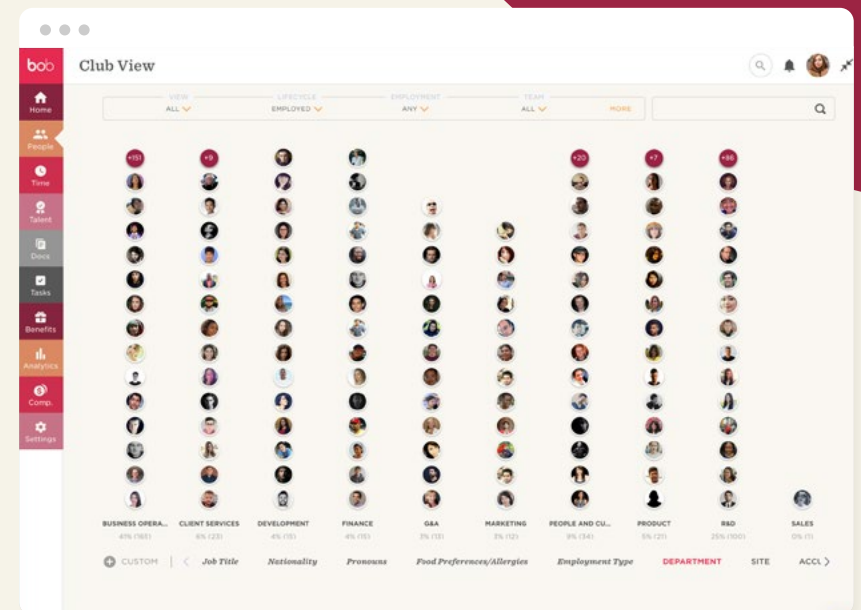 bob
Club View
Home
People
Time
Talent
Docs
Tasks
Benefits
Analytics
Comp.
Settings
VIEW LIFECYCLE EMPLOYMENT TEAM
ALL EMPLOYED ANY ALL MORE
+151 +9 +20 +7 +86
BUSINESS OPERA... CLIENT SERVICES DEVELOPMENT FINANCE G&A MARKETING PEOPLE AND CU... PRODUCT R&D SALES
41% (165) 6% (23) 4% (15) 4% (15) 3% (13) 3% (12) 9% (34) 5% (21) 25% (100) 0% (1)
CUSTOM Job Title Nationality Pronouns Food Preferences/Allergies Employment Type DEPARTMENT SITE ACCL